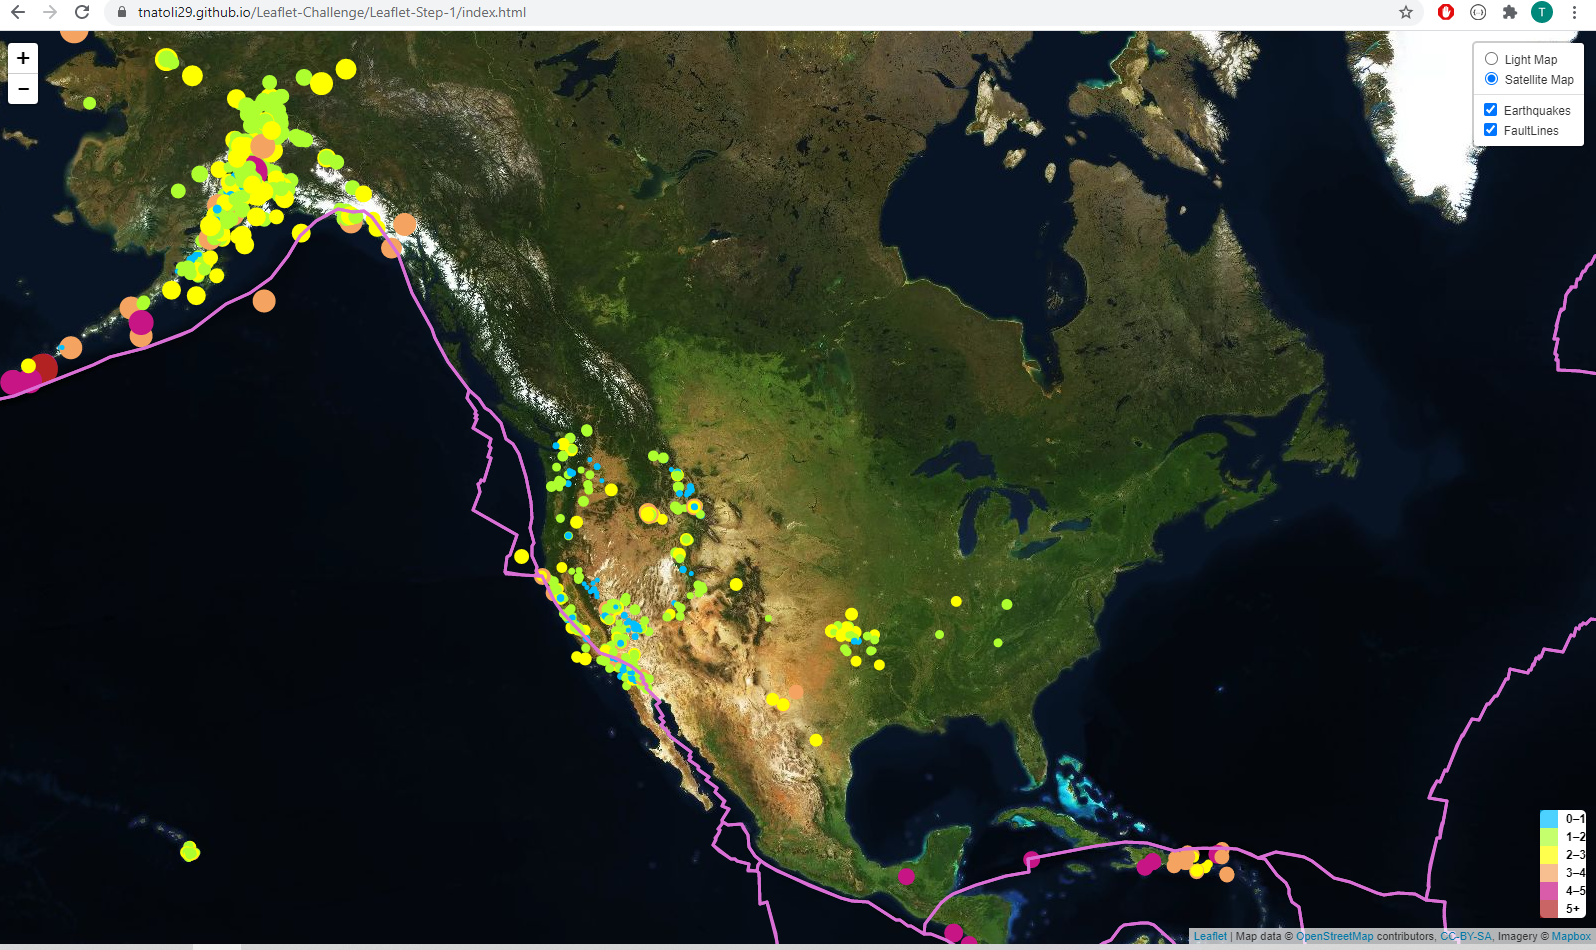 tnatoli29.github.io/Leaflet-Challenge/Leaflet-Step-1/index.html
T
+
−
Light Map
Satellite Map
Earthquakes
FaultLines
0–1
1–2
2–3
3–4
4–5
5+
Leaflet | Map data © OpenStreetMap contributors, CC-BY-SA, Imagery © Mapbox